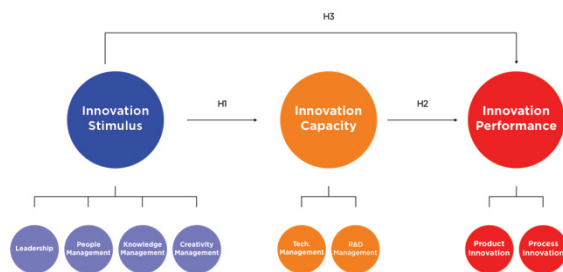 H3
Innovation
Stimulus
H1
Innovation
Capacity
H2
Innovation
Performance
Leadership
People
Management
Knowledge
Management
Creativity
Management
Tech.
Management
R&D
Management
Product
Innovation
Process
Innovation